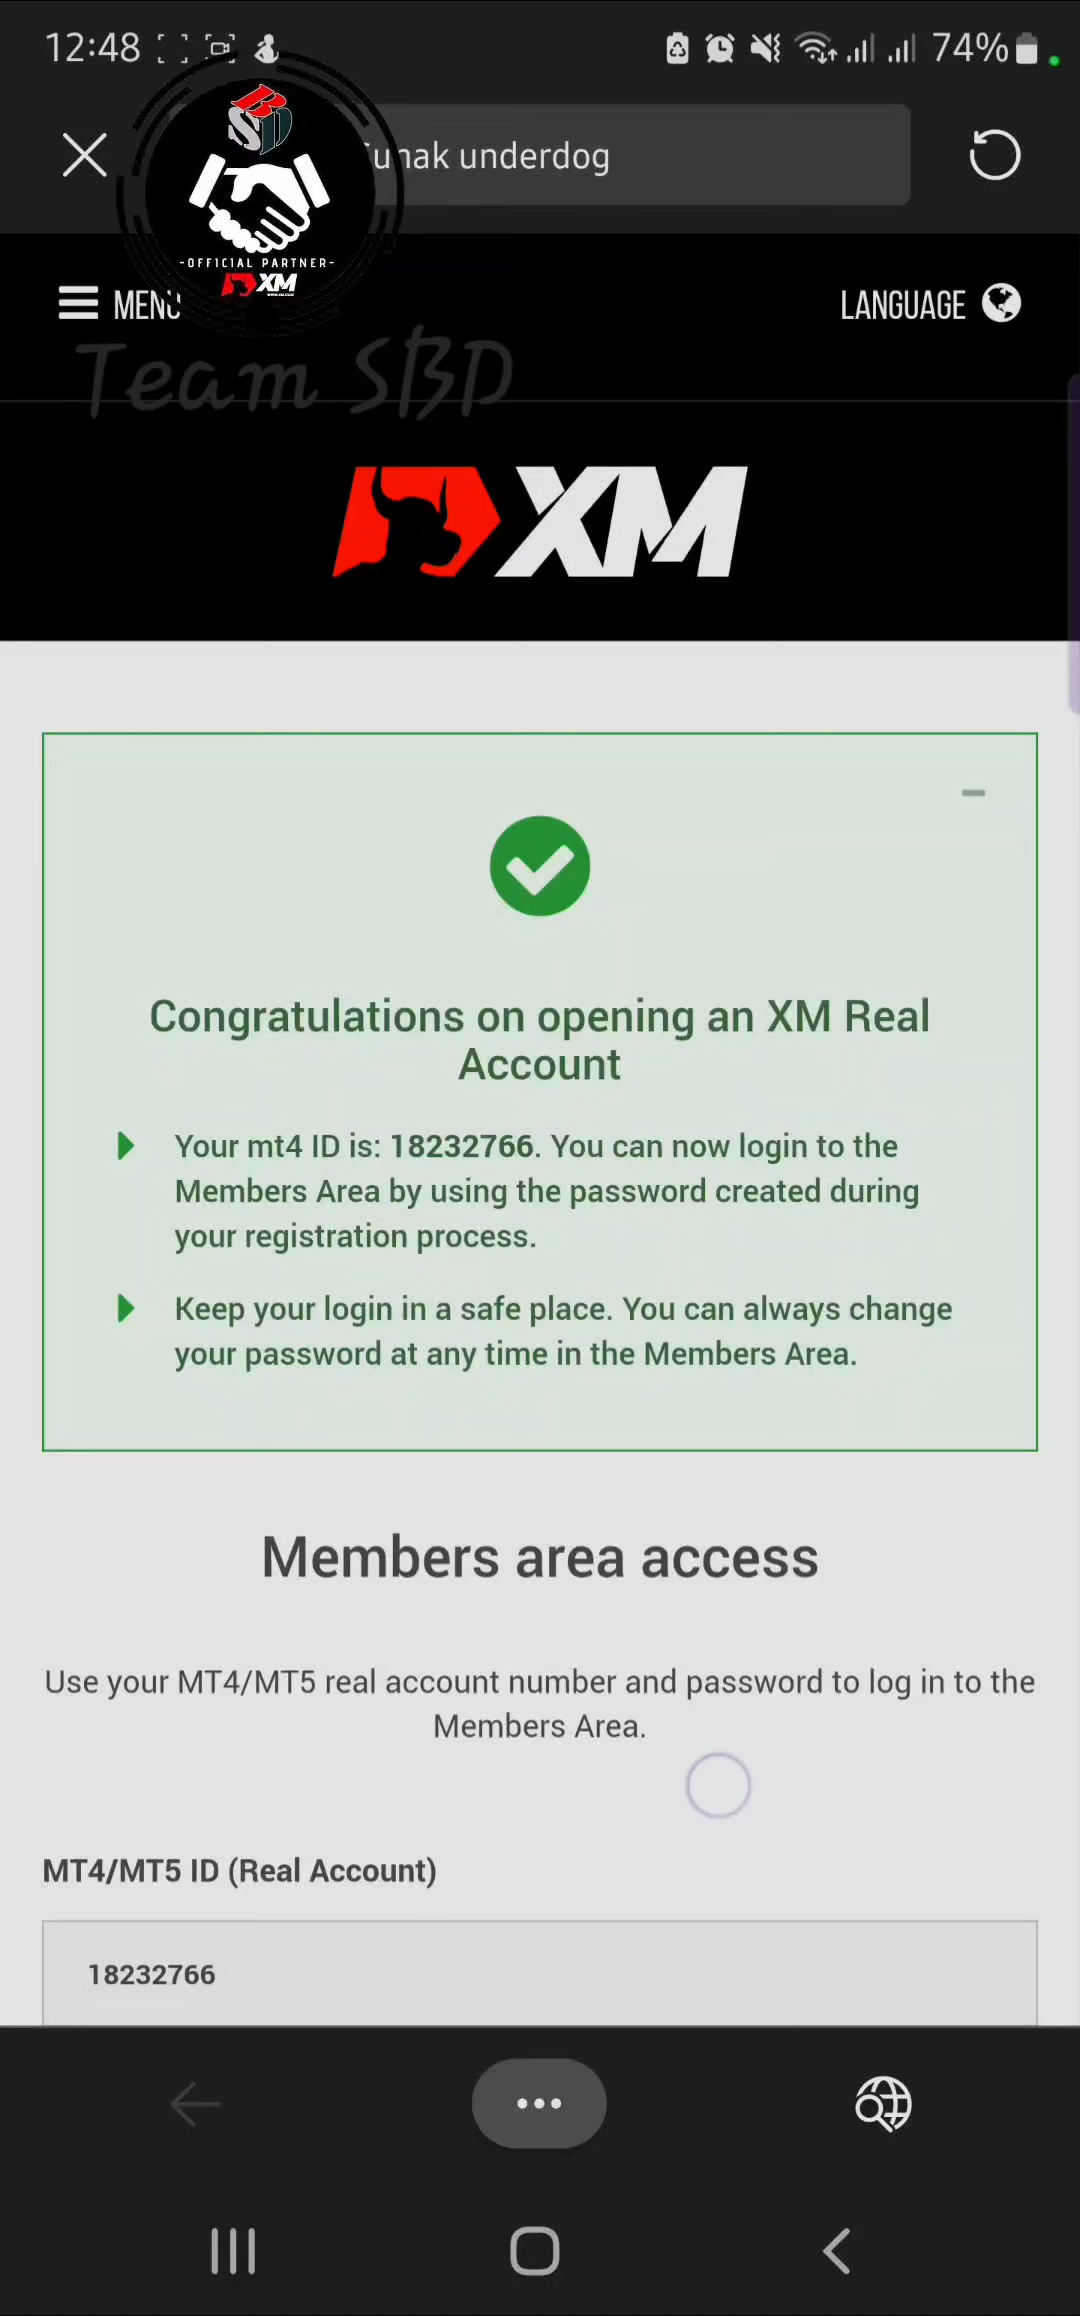 12:48
74%
unak underdog
SBD
-OFFICIAL PARTNER-
XM
MENU
LANGUAGE
Team SBD
XM
Congratulations on opening an XM Real
Account
Your mt4 ID is: 18232766. You can now login to the
Members Area by using the password created during
your registration process.
Keep your login in a safe place. You can always change
your password at any time in the Members Area.
Members area access
Use your MT4/MT5 real account number and password to log in to the
Members Area.
MT4/MT5 ID (Real Account)
18232766